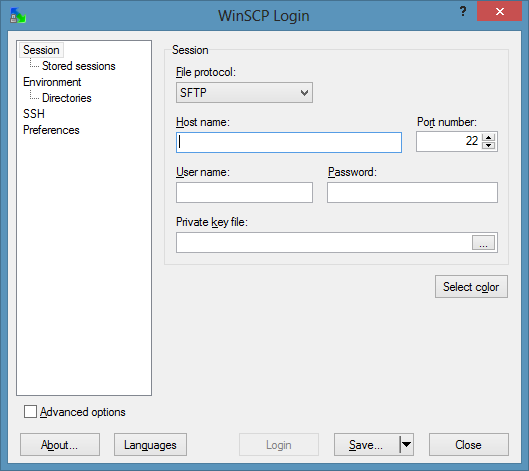 WinSCP Login
?
Session
Stored sessions
Environment
Directories
SSH
Preferences
Session
File protocol:
SFTP
Host name:
Port number:
22
User name:
Password:
Private key file:
...
Select color
Advanced options
About...
Languages
Login
Save...
Close